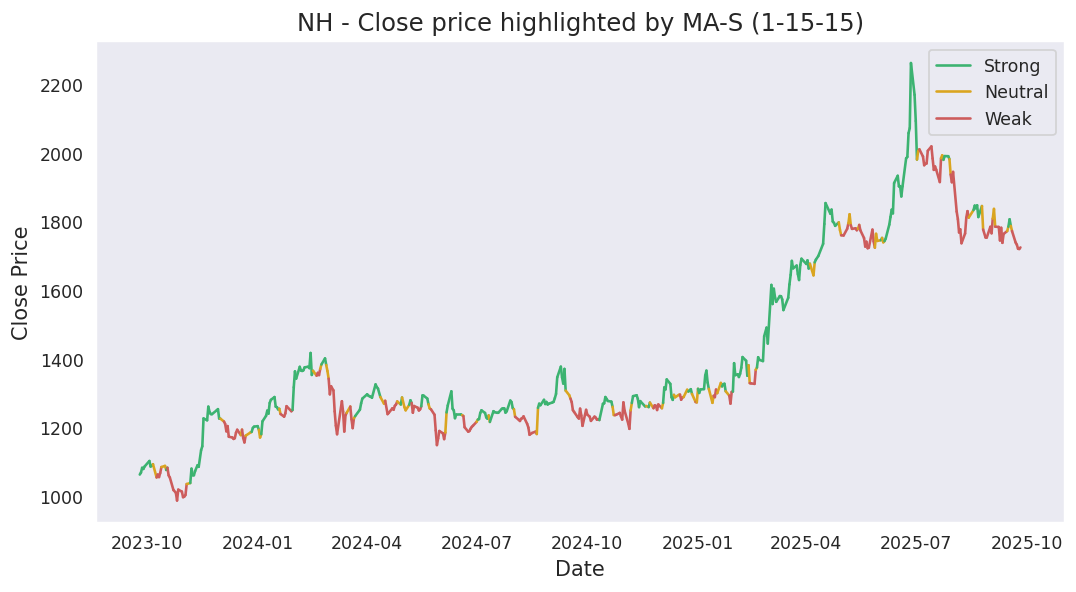 NH - Close price highlighted by MA-S (1-15-15)
Strong
Neutral
Weak
Close Price
2200
2000
1800
1600
1400
1200
1000
2023-10
2024-01
2024-04
2024-07
2024-10
2025-01
2025-04
2025-07
2025-10
Date